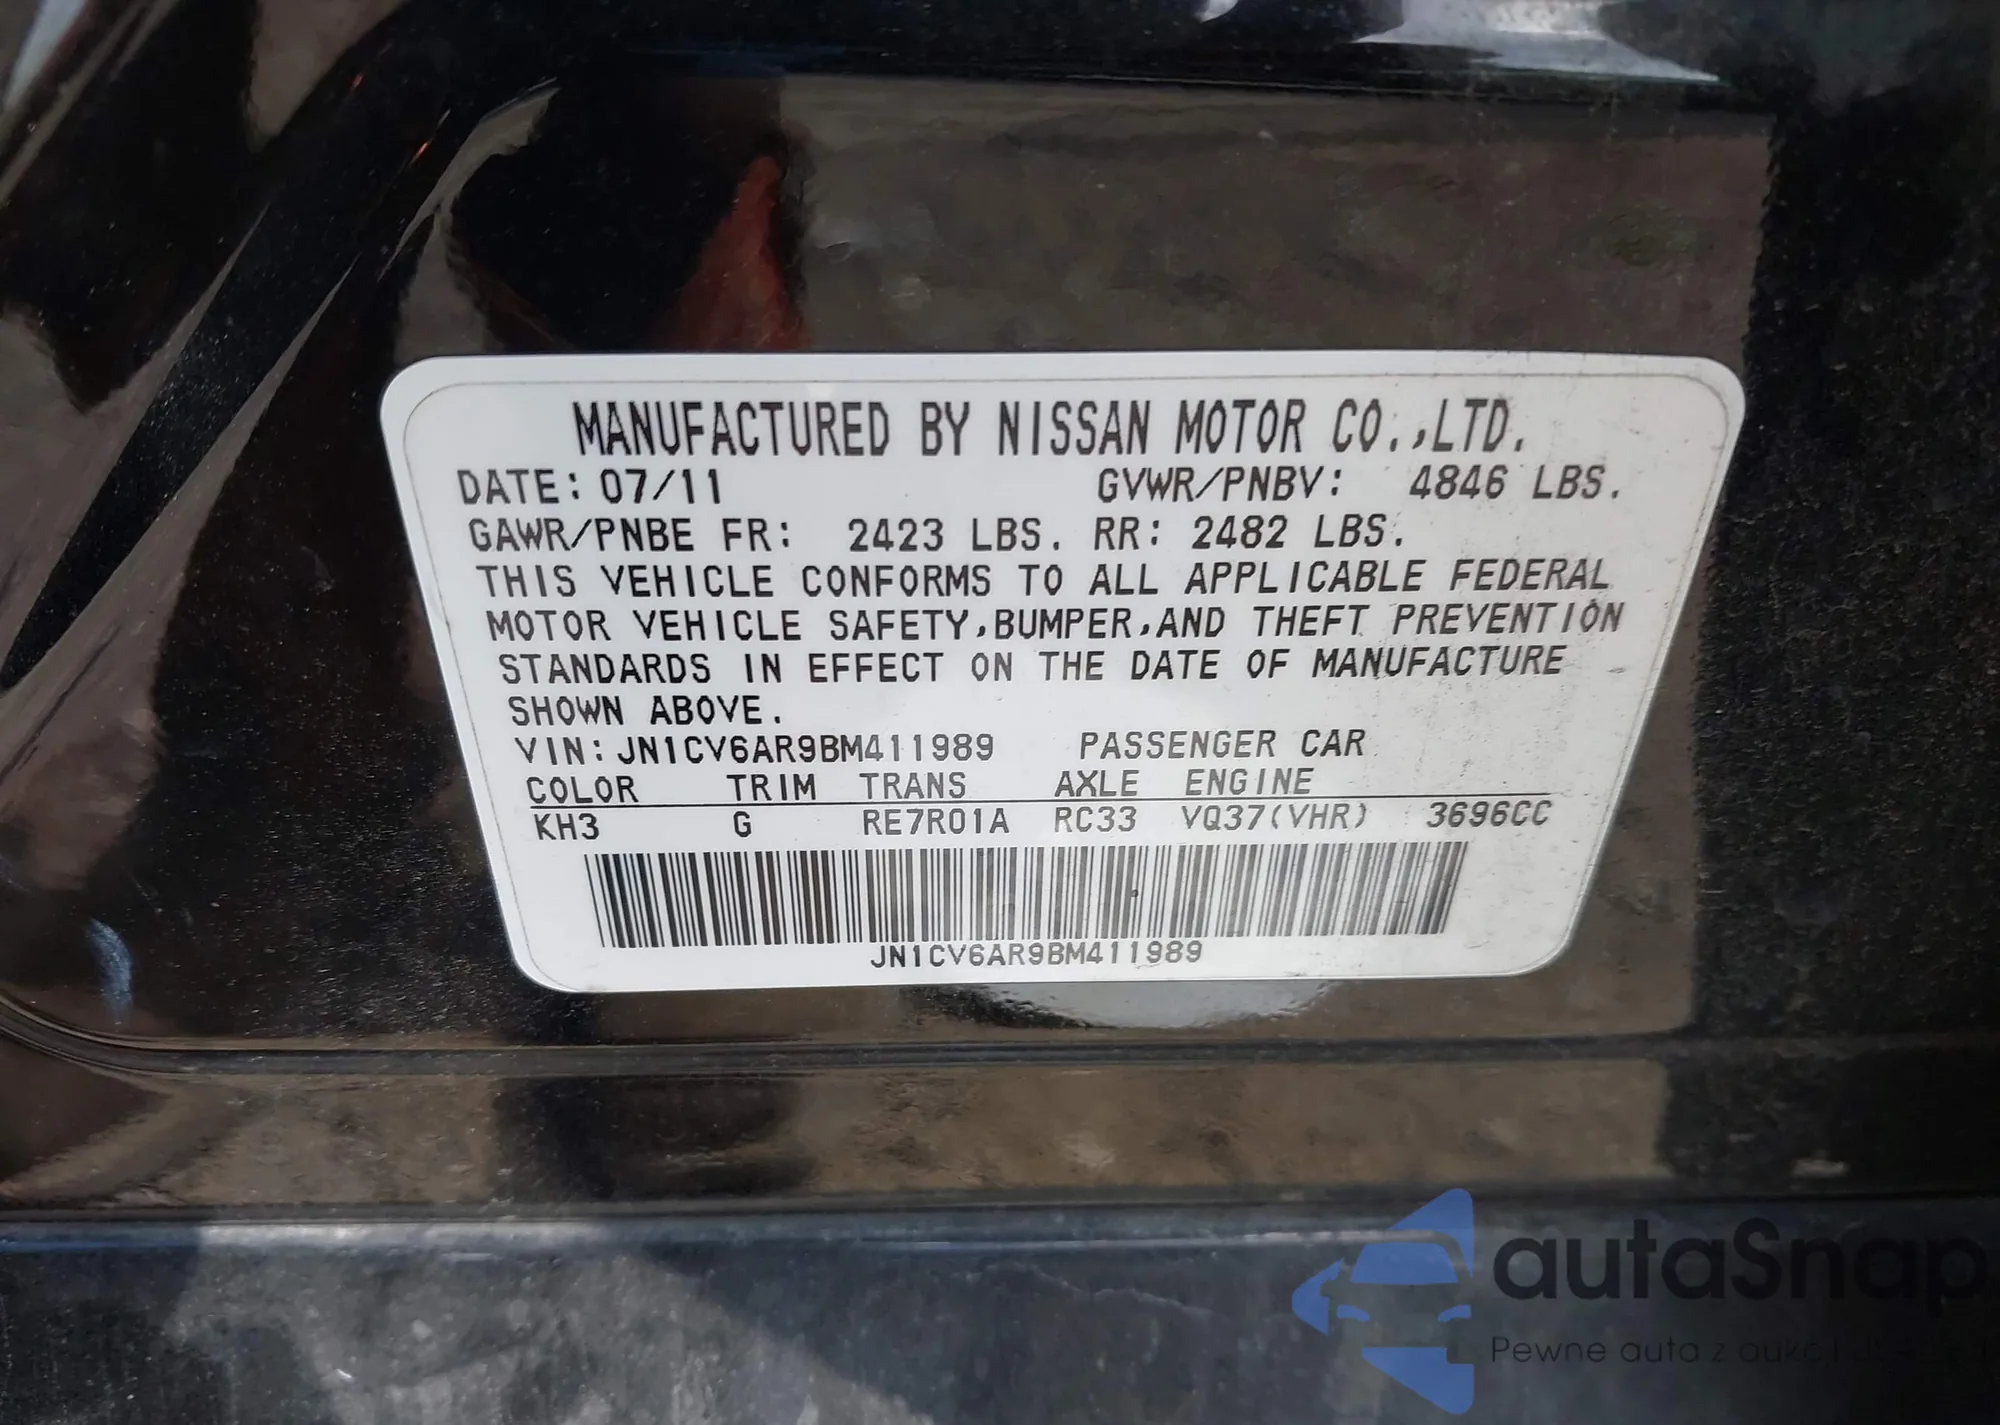 MANUFACTURED BY NISSAN MOTOR CO.,LTD.
DATE: 07/11 GVWR/PNBV: 4846 LBS.
GAWR/PNBE FR: 2423 LBS. RR: 2482 LBS.
THIS VEHICLE CONFORMS TO ALL APPLICABLE FEDERAL
MOTOR VEHICLE SAFETY,BUMPER,AND THEFT PREVENTION
STANDARDS IN EFFECT ON THE DATE OF MANUFACTURE
SHOWN ABOVE.
VIN:JN1CV6AR9BM411989 PASSENGER CAR
COLOR TRIM TRANS AXLE ENGINE
KH3 G RE7R01A RC33 VQ37(VHR) 3696CC
JN1CV6AR9BM411989
autaSnap
Pewne auta z